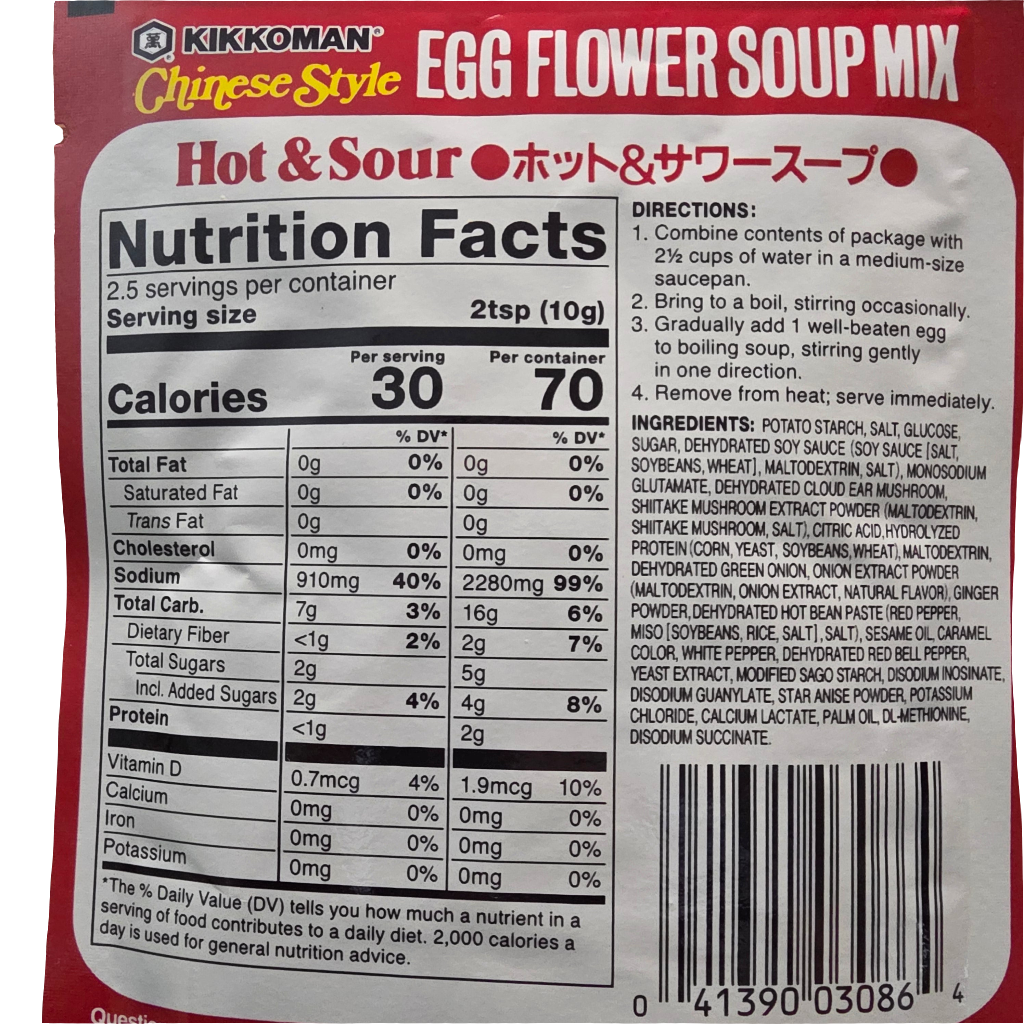 KIKKOMAN®
Chinese Style
EGG FLOWER SOUP MIX
Hot & Sour ●ホット&サワースープ●
Nutrition Facts
2.5 servings per container
Serving size 2tsp (10g)
Per serving Per container
Calories 30 70
% DV* % DV*
Total Fat 0g 0% 0g 0%
Saturated Fat 0g 0% 0g 0%
Trans Fat 0g 0g
Cholesterol 0mg 0% 0mg 0%
Sodium 910mg 40% 2280mg 99%
Total Carb. 7g 3% 16g 6%
Dietary Fiber <1g 2% 2g 7%
Total Sugars 2g 5g
Incl. Added Sugars 2g 4% 4g 8%
Protein <1g 2g
Vitamin D 0.7mcg 4% 1.9mcg 10%
Calcium 0mg 0% 0mg 0%
Iron 0mg 0% 0mg 0%
Potassium 0mg 0% 0mg 0%
*The % Daily Value (DV) tells you how much a nutrient in a
serving of food contributes to a daily diet. 2,000 calories a
day is used for general nutrition advice.
DIRECTIONS:
1. Combine contents of package with
2½ cups of water in a medium-size
saucepan.
2. Bring to a boil, stirring occasionally.
3. Gradually add 1 well-beaten egg
to boiling soup, stirring gently
in one direction.
4. Remove from heat; serve immediately.
INGREDIENTS: POTATO STARCH, SALT, GLUCOSE,
SUGAR, DEHYDRATED SOY SAUCE (SOY SAUCE [SALT,
SOYBEANS, WHEAT], MALTODEXTRIN, SALT), MONOSODIUM
GLUTAMATE, DEHYDRATED CLOUD EAR MUSHROOM,
SHIITAKE MUSHROOM EXTRACT POWDER (MALTODEXTRIN,
SHIITAKE MUSHROOM, SALT), CITRIC ACID, HYDROLYZED
PROTEIN (CORN, YEAST, SOYBEANS, WHEAT), MALTODEXTRIN,
DEHYDRATED GREEN ONION, ONION EXTRACT POWDER
(MALTODEXTRIN, ONION EXTRACT, NATURAL FLAVOR), GINGER
POWDER, DEHYDRATED HOT BEAN PASTE (RED PEPPER,
MISO [SOYBEANS, RICE, SALT], SALT), SESAME OIL, CARAMEL
COLOR, WHITE PEPPER, DEHYDRATED RED BELL PEPPER,
YEAST EXTRACT, MODIFIED SAGO STARCH, DISODIUM INOSINATE,
DISODIUM GUANYLATE, STAR ANISE POWDER, POTASSIUM
CHLORIDE, CALCIUM LACTATE, PALM OIL, DL-METHIONINE,
DISODIUM SUCCINATE.
0 41390 03086 4